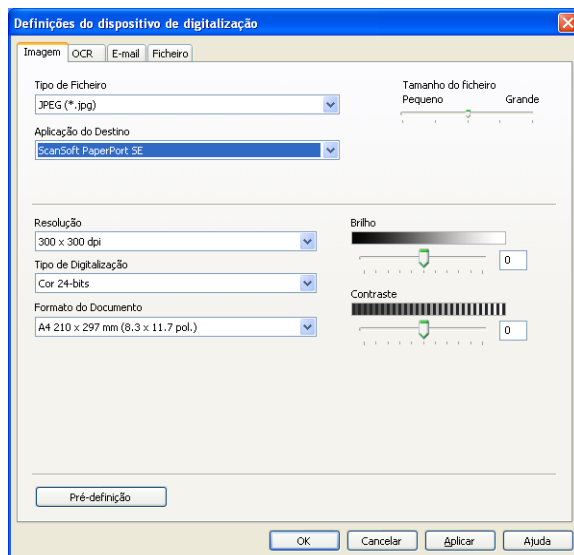 Definições do dispositivo de digitalização
Imagem OCR E-mail Ficheiro
Tipo de Ficheiro
JPEG (*.jpg)
Tamanho do ficheiro
Pequeno Grande
Aplicação do Destino
ScanSoft PaperPort SE
Resolução
300 x 300 dpi
Brilho
0
Tipo de Digitalização
Cor 24-bits
Contraste
0
Formato do Documento
A4 210 x 297 mm (8.3 x 11.7 pol.)
Pré-definição
OK Cancelar Aplicar Ajuda